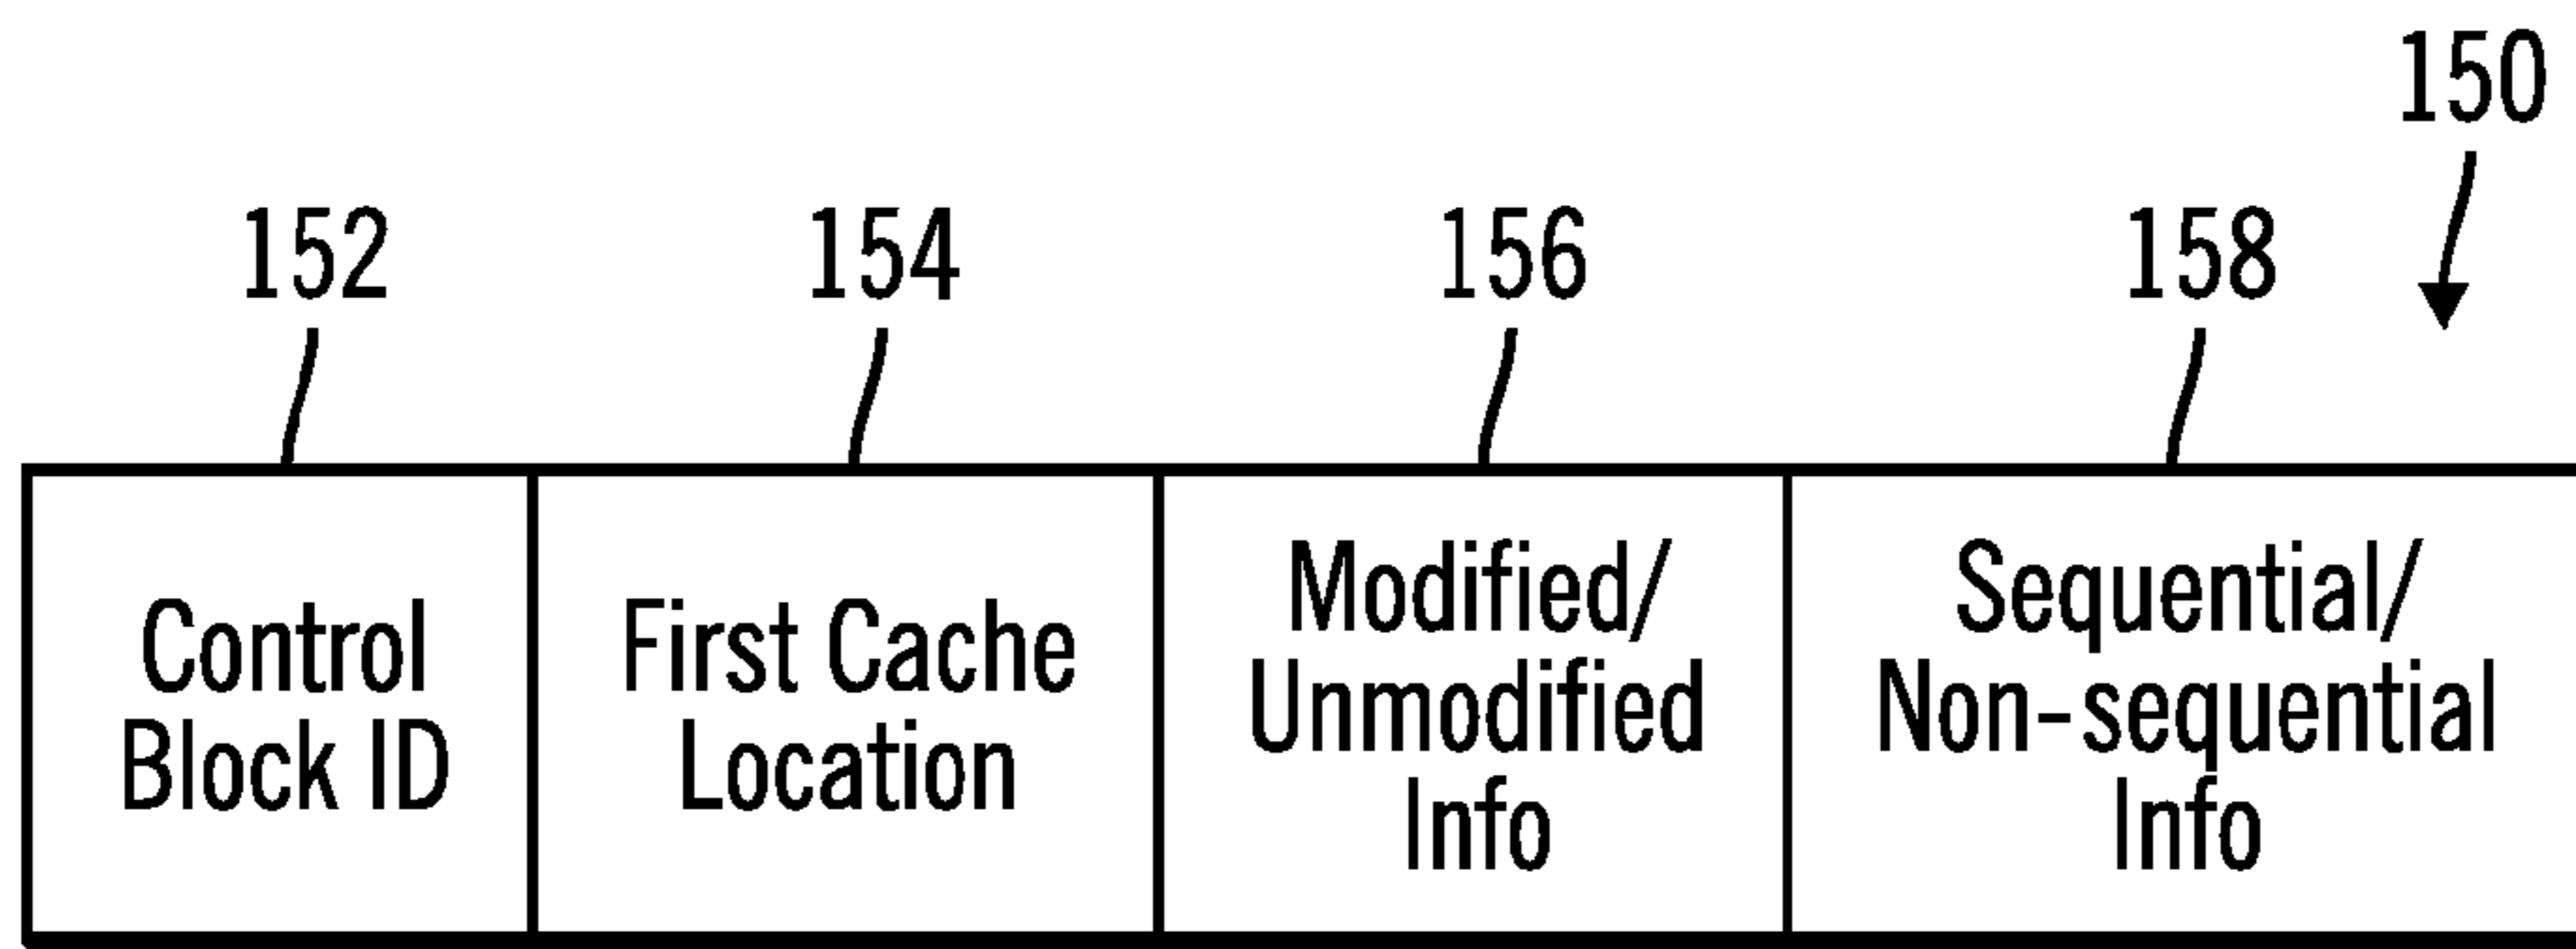 150
152 154 156 158
Control
Block ID
First Cache
Location
Modified/
Unmodified
Info
Sequential/
Non-sequential
Info